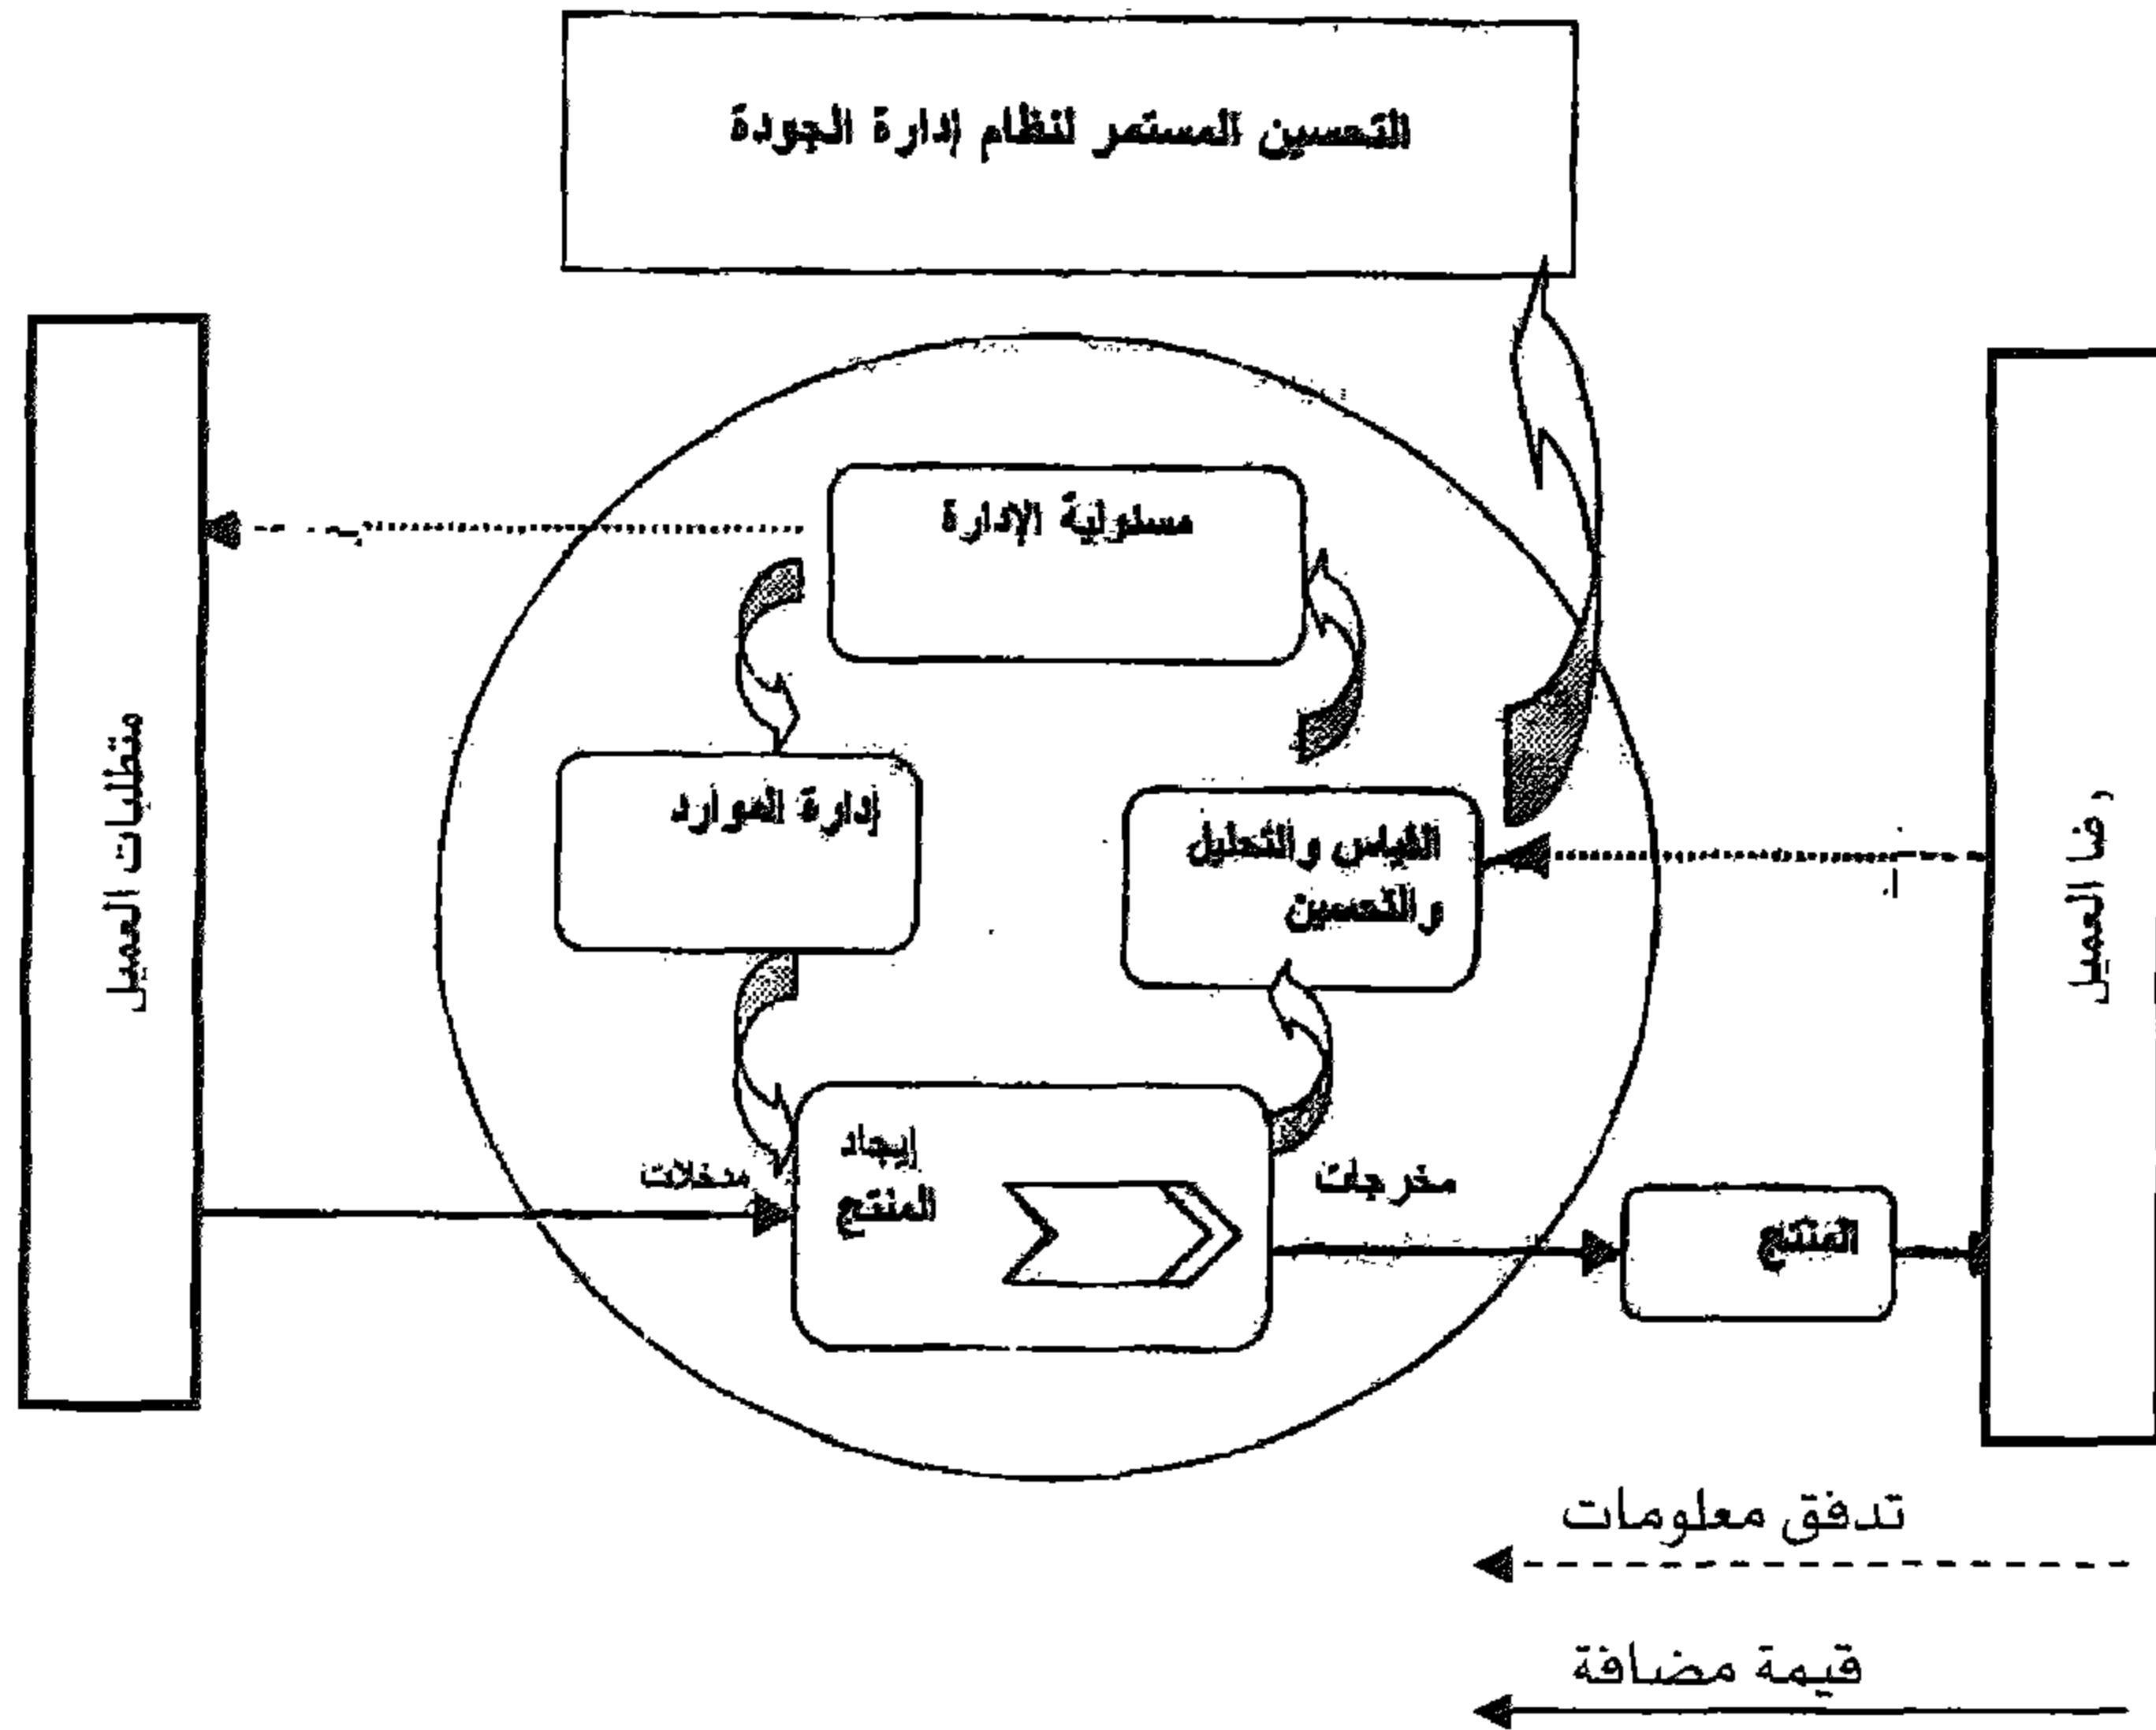 التحسين المستمر لنظام إدارة الجودة
مسئولية الإدارة
متطلبات العميل
إدارة الموارد
القياس والتحليل
والتحسين
رضا العميل
إيجاد
المنتج
مدخلات
مخرجات
المنتج
تدفق معلومات
قيمة مضافة